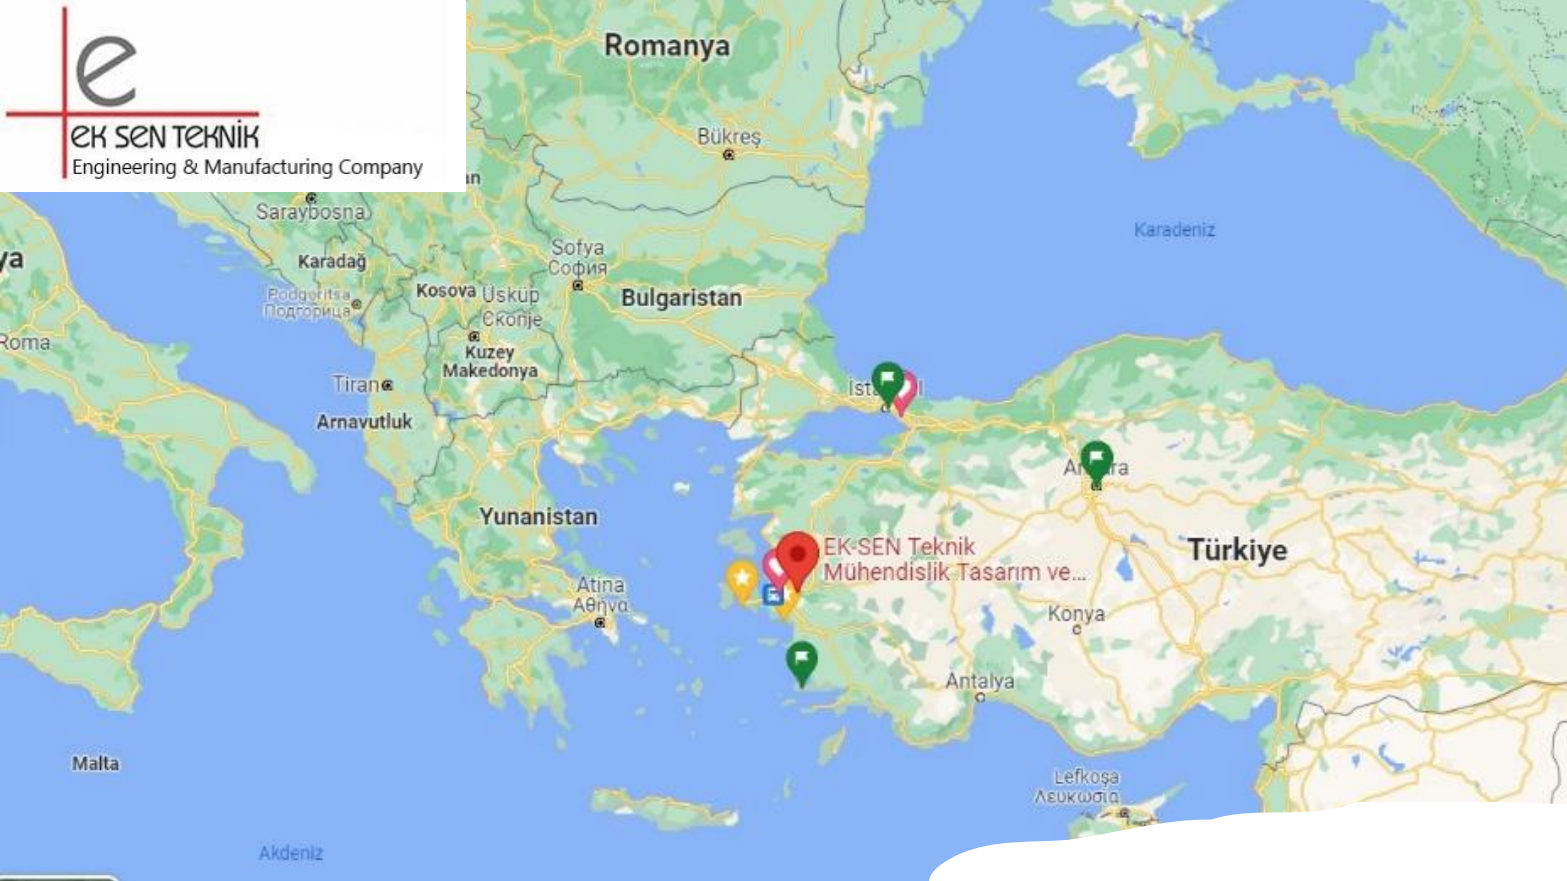 e
EK SEN TEKNİK
Engineering & Manufacturing Company
Romanya
Bükreş
an
Saraybosna
Karadeniz
ya
Karadağ
Sofya
София
Podgoritsa
Подгорица
Kosova
Üsküp
Скопје
Bulgaristan
Roma
Kuzey
Makedonya
Tiran
Arnavutluk
Yunanistan
Türkiye
EK-SEN Teknik
Mühendislik Tasarım ve...
Atina
Αθήνα
Konya
Antalya
Malta
Lefkoşa
Λευκωσία
Akdeniz